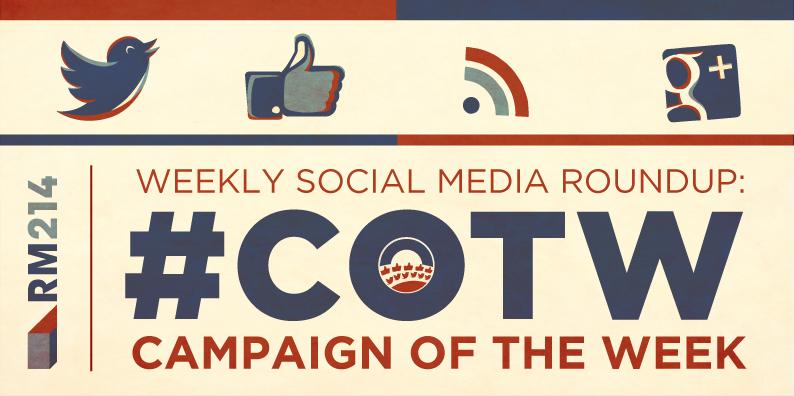 g+
RM214
WEEKLY SOCIAL MEDIA ROUNDUP:
#COTW
CAMPAIGN OF THE WEEK